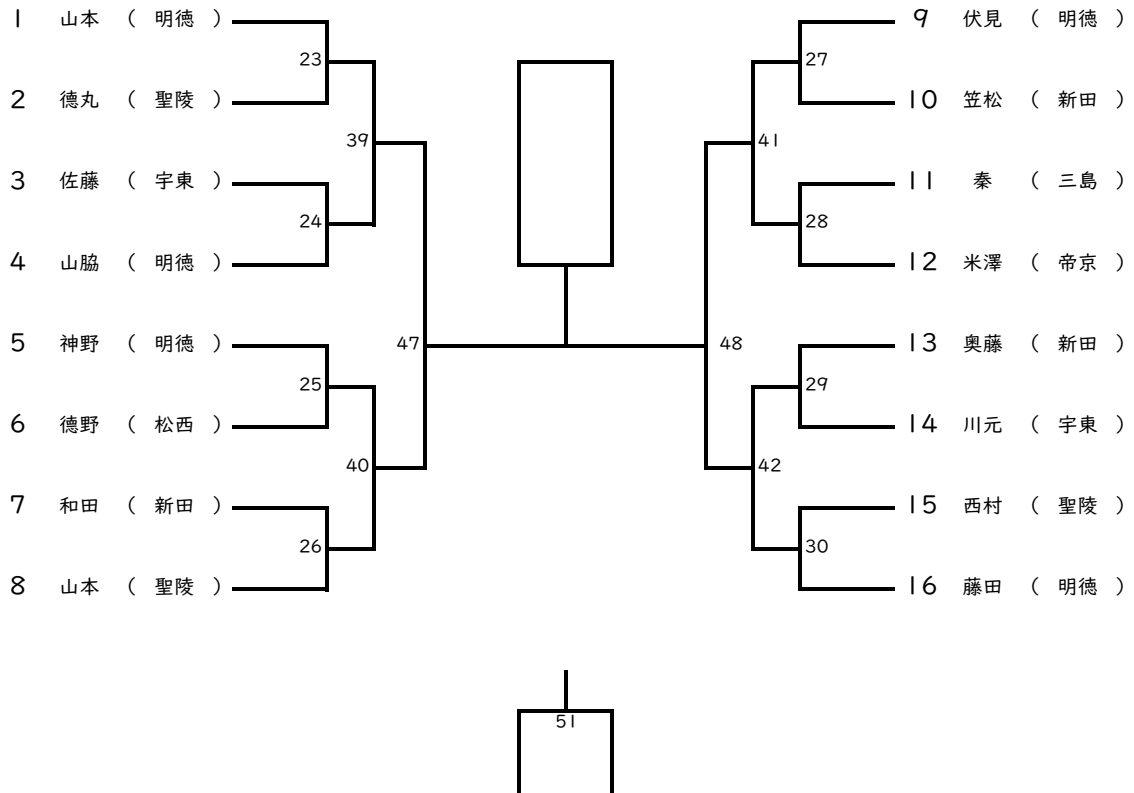 1 山本 ( 明徳 )
23
2 徳丸 ( 聖陵 )
39
3 佐藤 ( 宇東 )
24
4 山脇 ( 明徳 )
47
5 神野 ( 明徳 )
25
6 徳野 ( 松西 )
40
7 和田 ( 新田 )
26
8 山本 ( 聖陵 )
9 伏見 ( 明徳 )
27
10 笠松 ( 新田 )
41
11 秦 ( 三島 )
28
12 米澤 ( 帝京 )
48
13 奥藤 ( 新田 )
29
14 川元 ( 宇東 )
42
15 西村 ( 聖陵 )
30
16 藤田 ( 明徳 )
51